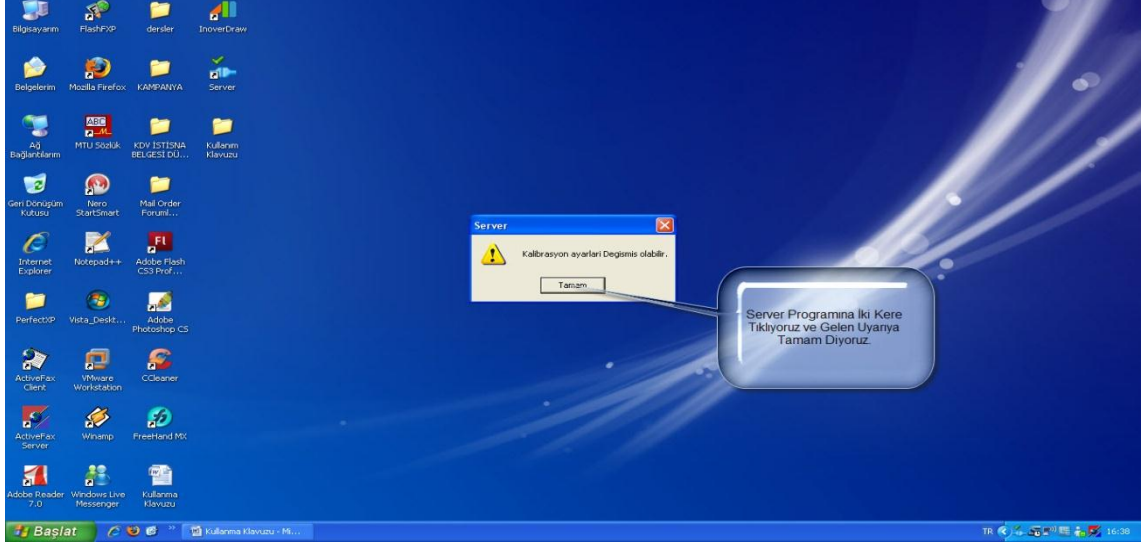 Bilgisayarım
FlashFXP
dersler
InoverDraw
Belgelerim
Mozilla Firefox
KAMPANYA
Server
Ağ
Bağlantılarım
ABC
MTU Sözlük
KDV İSTİSNA
BELGESİ DÜ...
Kullanım
Klavuzu
Geri Dönüşüm
Kutusu
Nero
StartSmart
Mail Order
Foruml...
Internet
Explorer
Notepad++
Adobe Flash
CS3 Prof...
PerfectXP
Vista_Deskt...
Adobe
Photoshop CS
ActiveFax
Client
VMware
Workstation
CCleaner
ActiveFax
Server
Winamp
FreeHand MX
Adobe Reader
7.0
Windows Live
Messenger
Kullanma
Klavuzu
Server
Kalibrasyon ayarlari Degismis olabilir.
Tamam
Server Programına İki Kere
Tıklıyoruz ve Gelen Uyarıya
Tamam Diyoruz.
Başlat
Kullanma Klavuzu - Mi...
TR
16:38